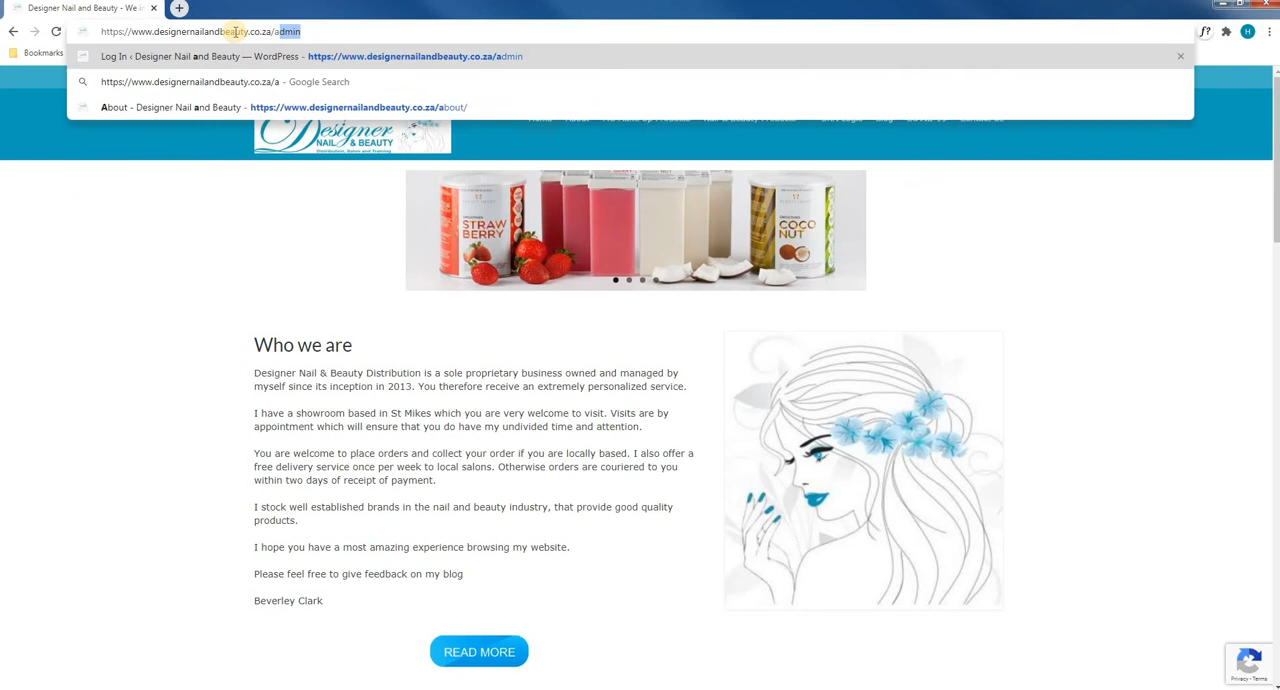 Designer Nail and Beauty - We i
https://www.designernailandbeauty.co.za/admin
Bookmarks
Log In ‹ Designer Nail and Beauty — WordPress - https://www.designernailandbeauty.co.za/admin
https://www.designernailandbeauty.co.za/a - Google Search
About - Designer Nail and Beauty - https://www.designernailandbeauty.co.za/about/
Designer
NAIL & BEAUTY
Distribution, Sales and Training
STRAW
BERRY
COCO
NUT
Who we are
Designer Nail & Beauty Distribution is a sole proprietary business owned and managed by
myself since its inception in 2013. You therefore receive an extremely personalized service.
I have a showroom based in St Mikes which you are very welcome to visit. Visits are by
appointment which will ensure that you do have my undivided time and attention.
You are welcome to place orders and collect your order if you are locally based. I also offer a
free delivery service once per week to local salons. Otherwise orders are couriered to you
within two days of receipt of payment.
I stock well established brands in the nail and beauty industry, that provide good quality
products.
I hope you have a most amazing experience browsing my website.
Please feel free to give feedback on my blog
Beverley Clark
READ MORE
Privacy - Terms